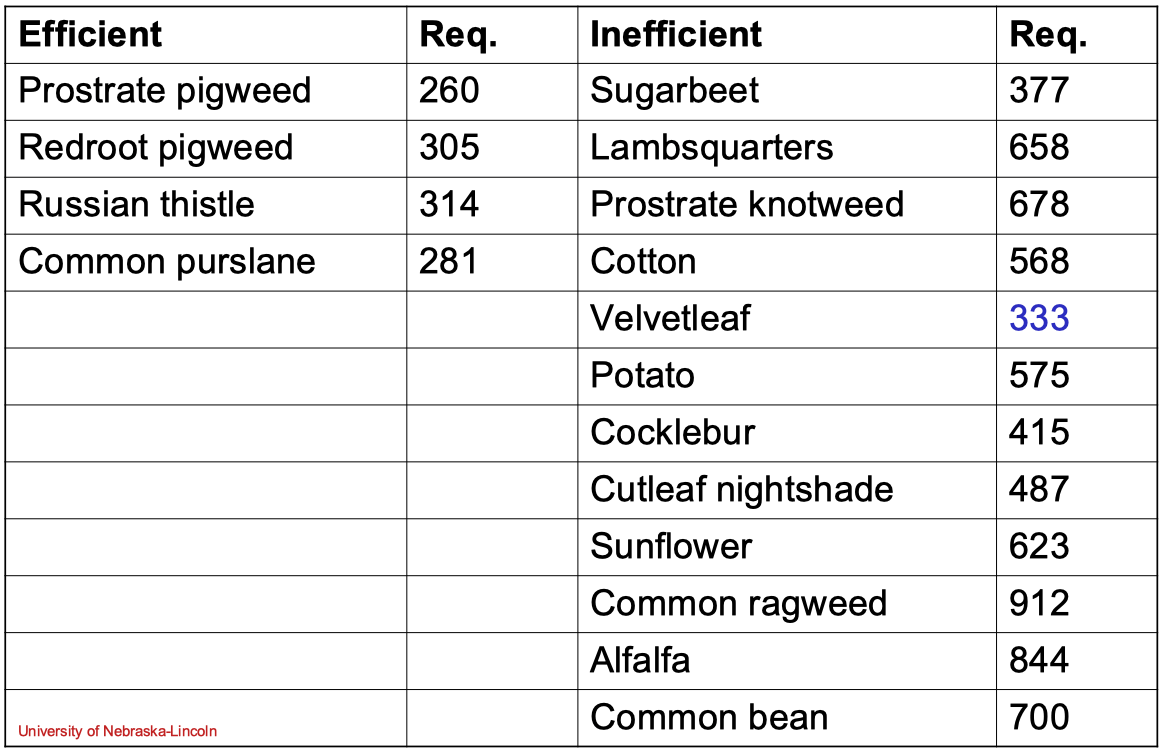 Efficient Req. Inefficient Req.
Prostrate pigweed 260 Sugarbeet 377
Redroot pigweed 305 Lambsquarters 658
Russian thistle 314 Prostrate knotweed 678
Common purslane 281 Cotton 568
Velvetleaf 333
Potato 575
Cocklebur 415
Cutleaf nightshade 487
Sunflower 623
Common ragweed 912
Alfalfa 844
Common bean 700
University of Nebraska-Lincoln